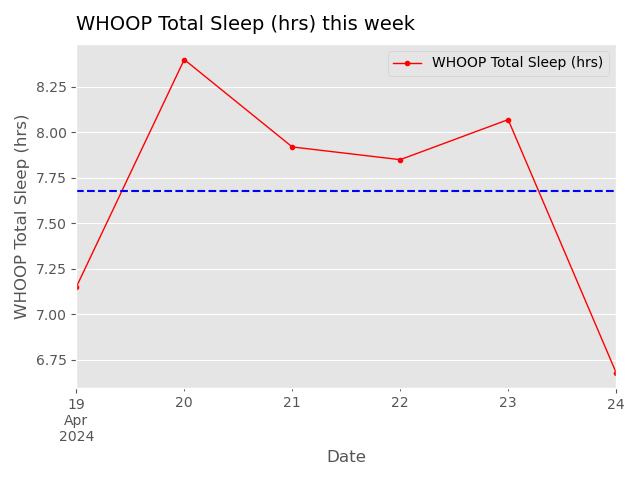 WHOOP Total Sleep (hrs) this week
WHOOP Total Sleep (hrs)
WHOOP Total Sleep (hrs)
8.25
8.00
7.75
7.50
7.25
7.00
6.75
19 20 21 22 23 24
Apr
2024
Date